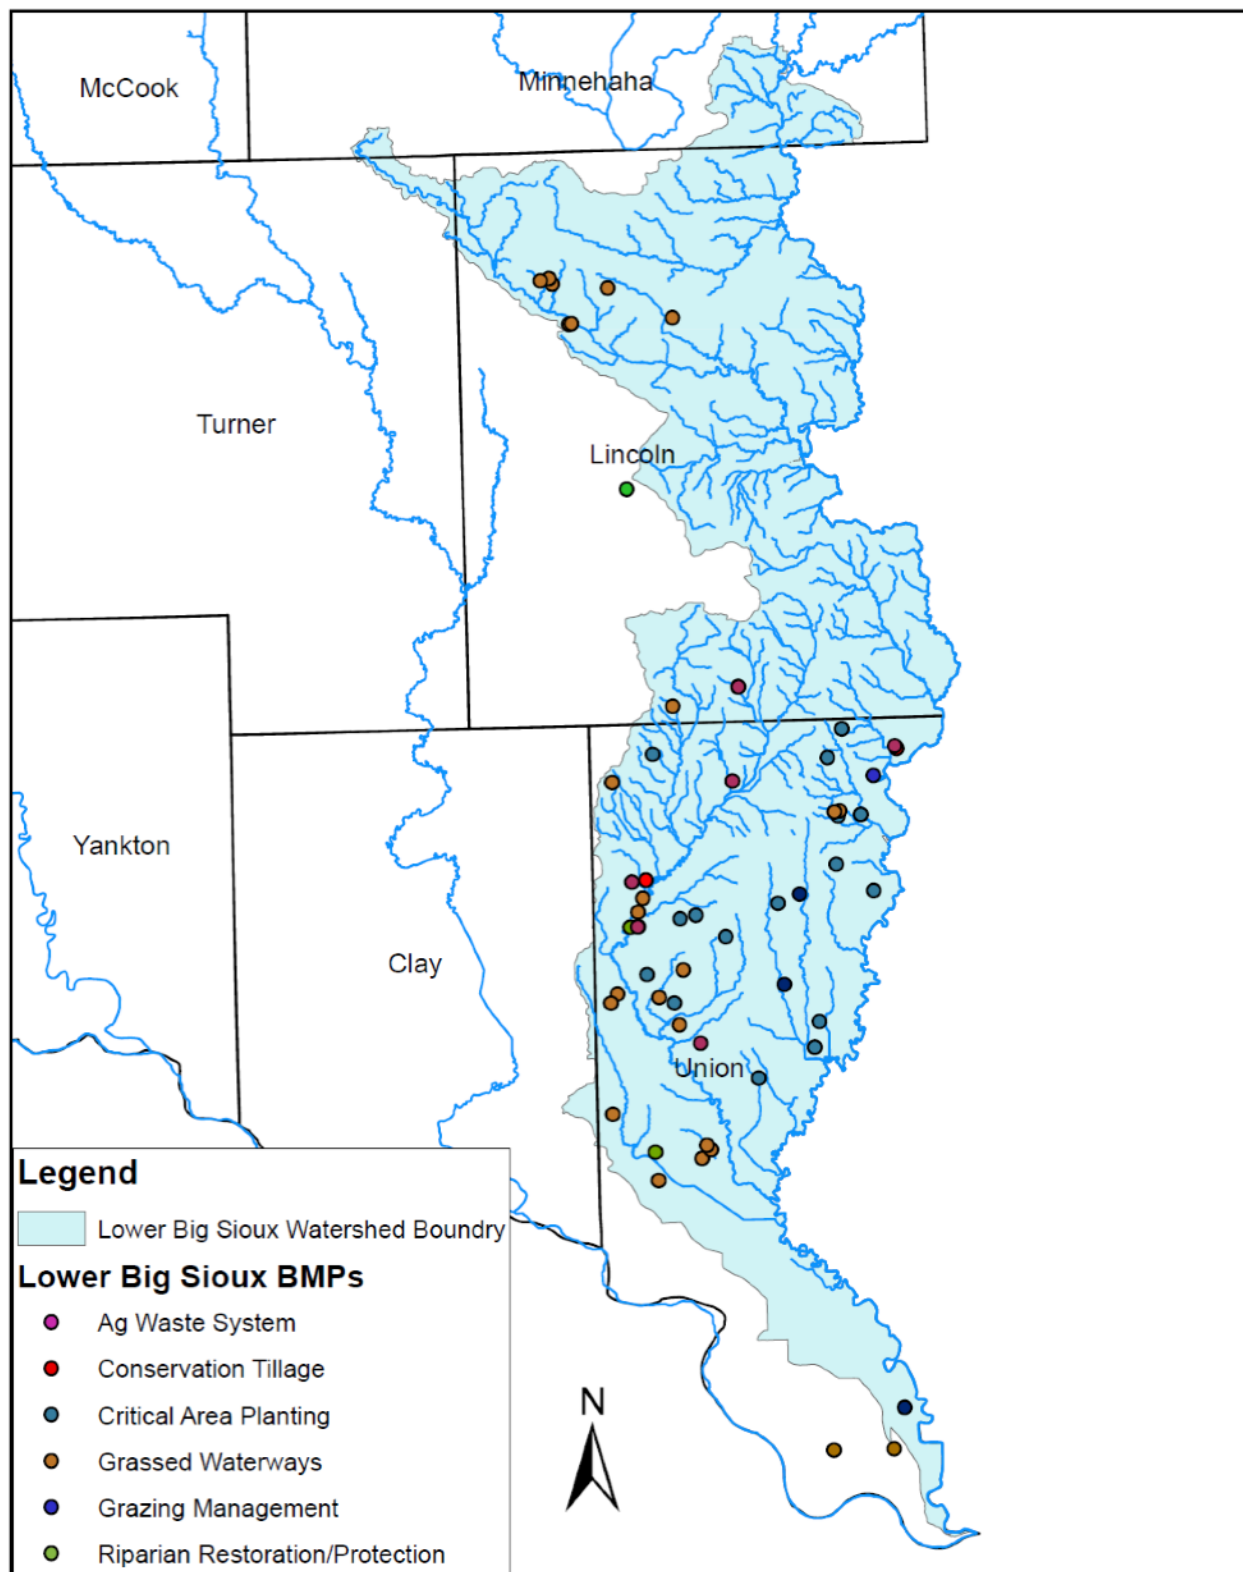 McCook
Minnehaha
Turner
Lincoln
Yankton
Clay
Union
Legend
Lower Big Sioux Watershed Boundry
Lower Big Sioux BMPs
Ag Waste System
Conservation Tillage
Critical Area Planting
Grassed Waterways
Grazing Management
Riparian Restoration/Protection
N